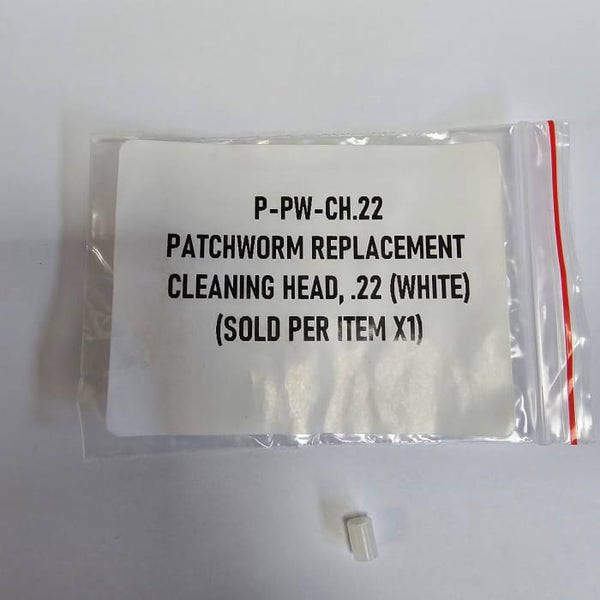 P-PW-CH.22
PATCHWORM REPLACEMENT
CLEANING HEAD, .22 (WHITE)
(SOLD PER ITEM X1)